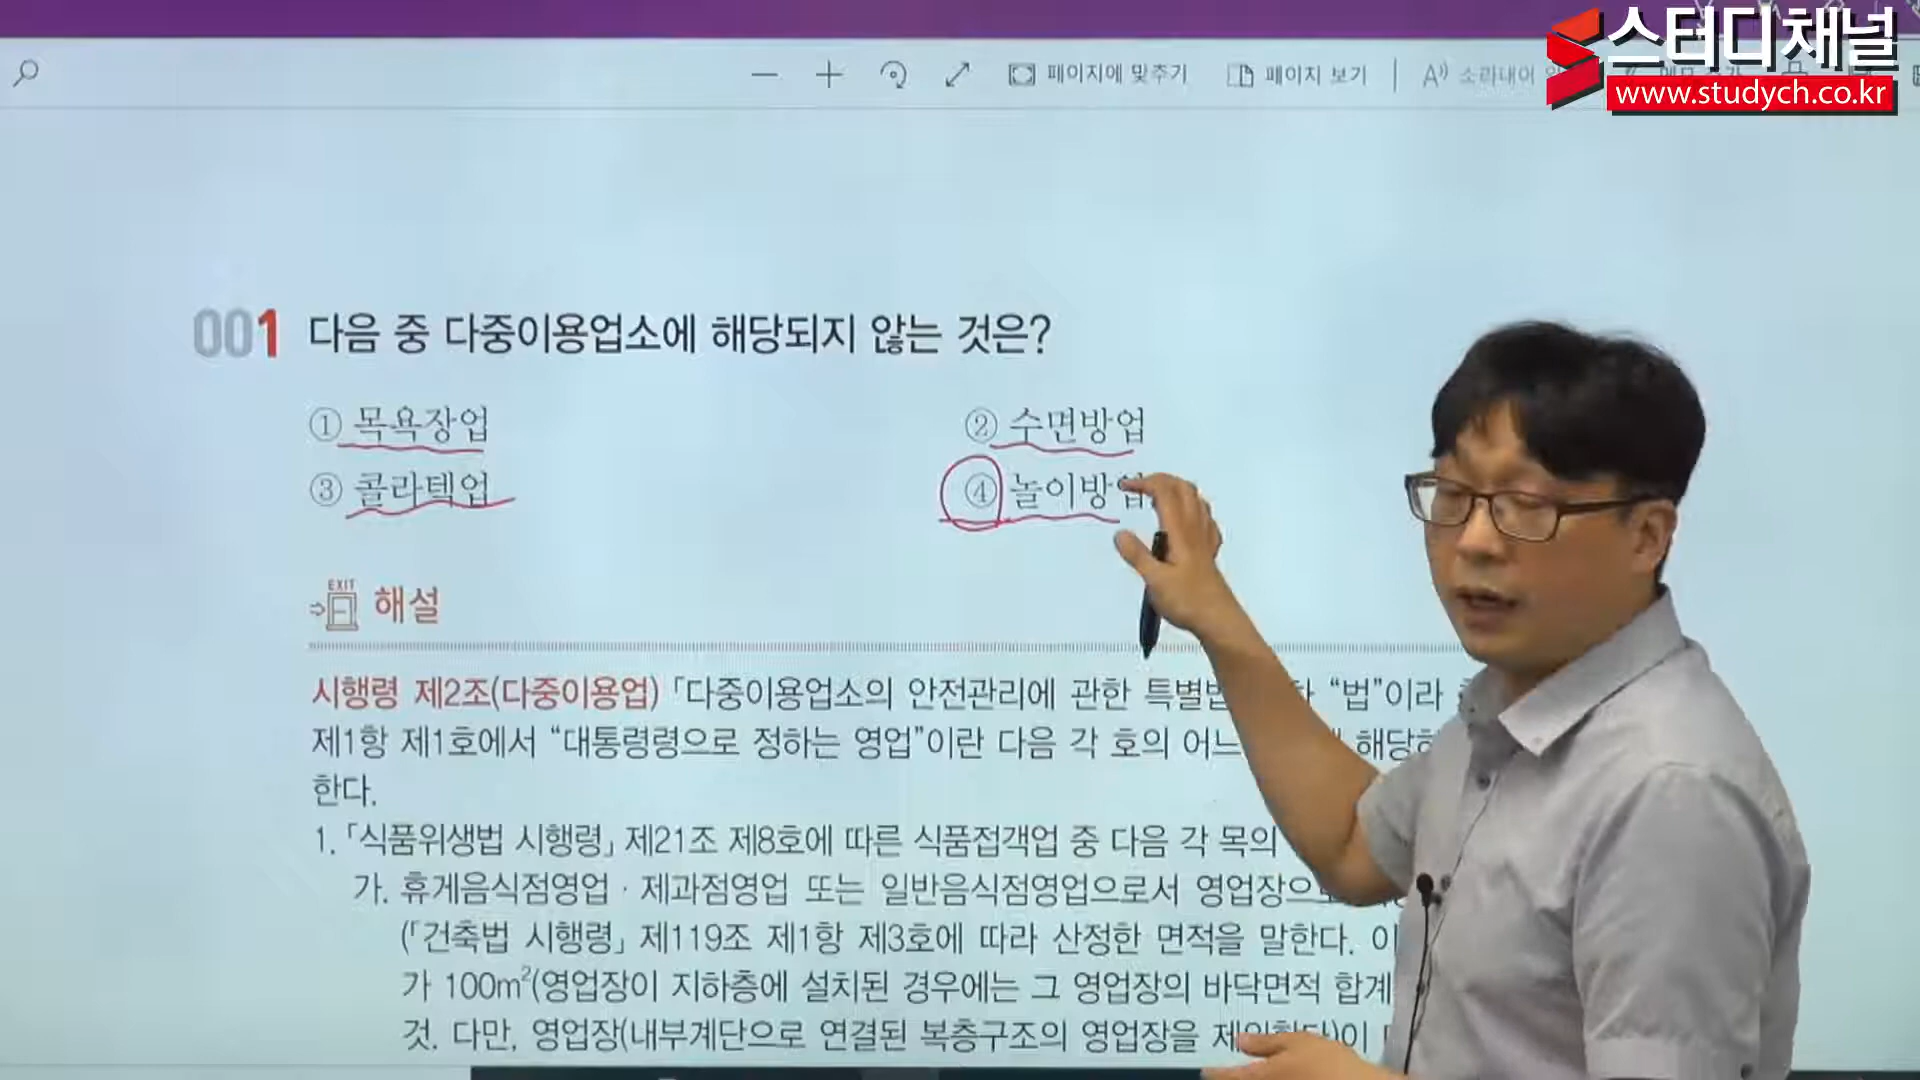 스터디채널
www.studych.co.kr
페이지에 맞추기
페이지 보기
소리내어
001 다음 중 다중이용업소에 해당되지 않는 것은?
① 목욕장업
② 수면방업
③ 콜라텍업
④ 놀이방업
EXIT
해설
시행령 제2조(다중이용업) 「다중이용업소의 안전관리에 관한 “법”이라
제1항 제1호에서 “대통령령으로 정하는 영업”이란 다음 각 호의
한다.
1. 「식품위생법 시행령」 제21조 제8호에 따른 식품접객업 중 다음 각 목의
가. 휴게음식점영업 · 제과점영업 또는 일반음식점영업으로서
(「건축법 시행령」 제119조 제1항 제3호에 따라 산정한 면적을 말한다.
가 100m²(영업장이 지하층에 설치된 경우에는 그 영업장의 바닥면적 합계
것. 다만, 영업장(내부계단으로 연결된 복층구조의 영업장을